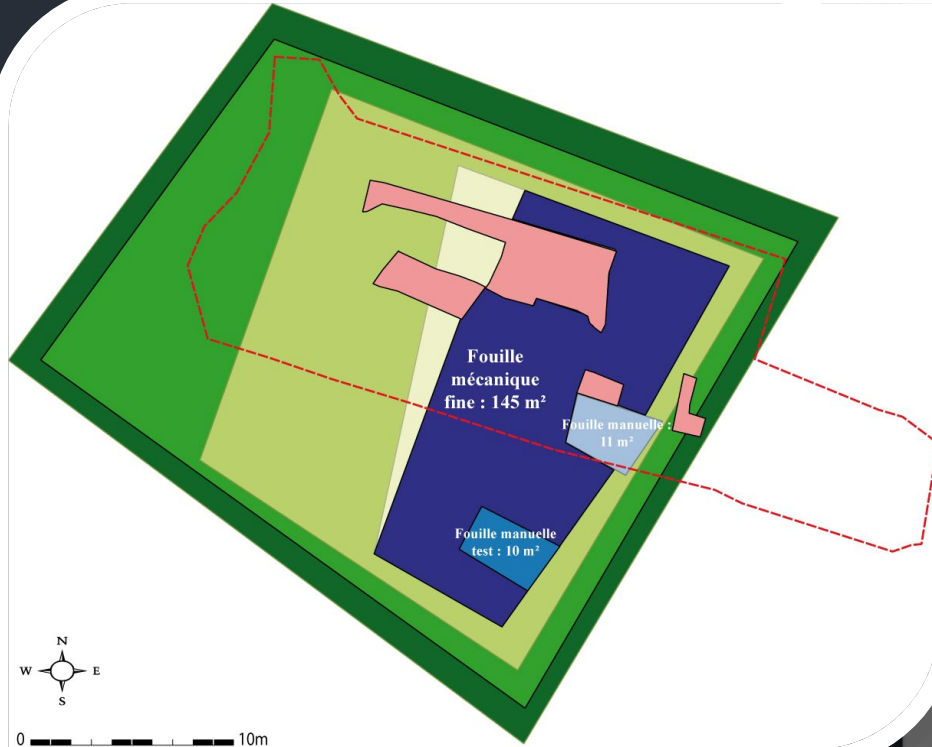 Fouille
mécanique
fine : 145 m²
Fouille manuelle :
11 m²
Fouille manuelle
test : 10 m²
N
W E
S
0 10m